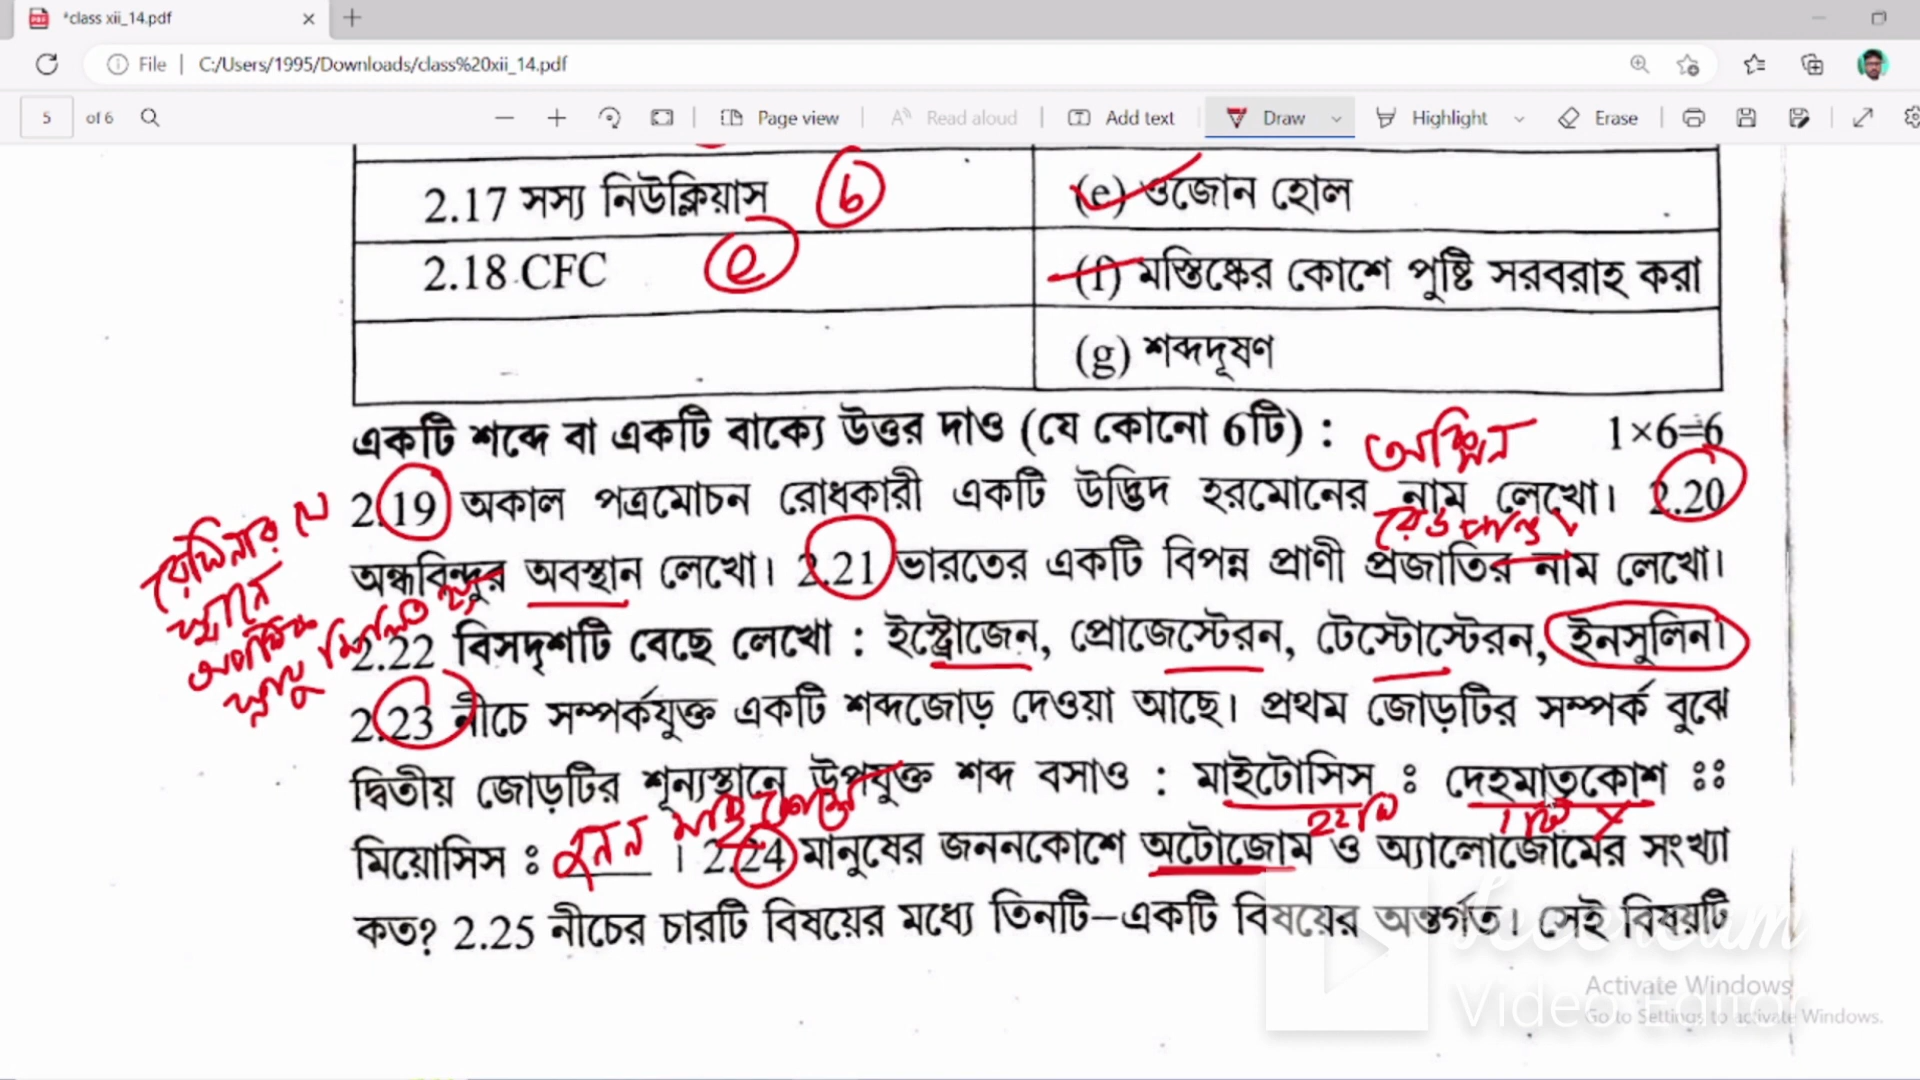 *class xii_14.pdf
File | C:/Users/1995/Downloads/class%20xii_14.pdf
5 of 6 Page view Read aloud Add text Draw Highlight Erase
2.17 সস্য নিউক্লিয়াস b (e) ওজোন হোল
2.18 CFC e (f) মস্তিষ্কের কোশে পুষ্টি সরবরাহ করা
(g) শব্দদূষণ
একটি শব্দে বা একটি বাক্যে উত্তর দাও (যে কোনো 6টি) : অক্সিন 1×6=6
2.19 অকাল পত্রমোচন রোধকারী একটি উদ্ভিদ হরমোনের নাম লেখো। 2.20
রেড পান্ডা
অন্ধবিন্দুর অবস্থান লেখো। 2.21 ভারতের একটি বিপন্ন প্রাণী প্রজাতির নাম লেখো।
রেটিনার যে
স্থানে
2.22 বিসদৃশটি বেছে লেখো : ইস্ট্রোজেন, প্রোজেস্টেরন, টেস্টোস্টেরন, ইনসুলিন।
2.23 নীচে সম্পর্কযুক্ত একটি শব্দজোড় দেওয়া আছে। প্রথম জোড়টির সম্পর্ক বুঝে
দ্বিতীয় জোড়টির শূন্যস্থানে উপযুক্ত শব্দ বসাও : মাইটোসিস ঃ দেহমাতৃকোশ ঃঃ
22টি
মিয়োসিস ঃ জনন মাতৃকোশ । 2.24 মানুষের জননকোশে অটোজোম ও অ্যালোজোমের সংখ্যা
কত? 2.25 নীচের চারটি বিষয়ের মধ্যে তিনটি–একটি বিষয়ের অন্তর্গত। সেই বিষয়টি
Icecream
Video Editor
Activate Windows
Go to Settings to activate Windows.